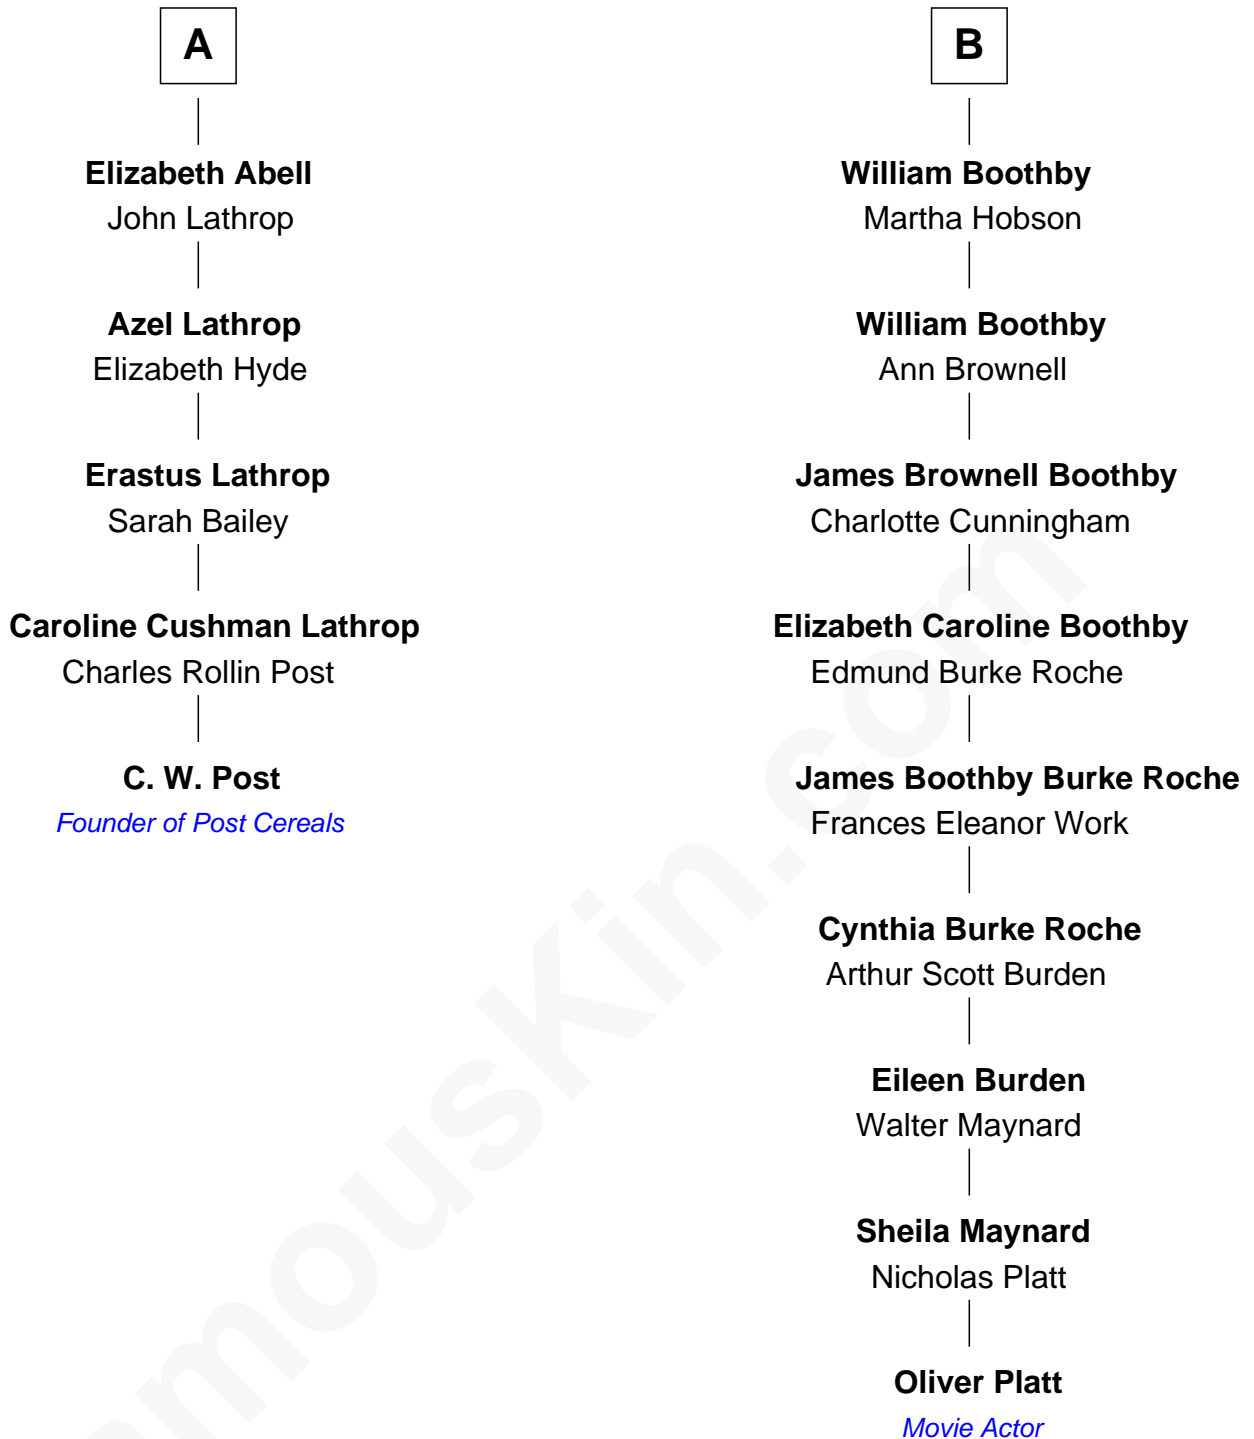 A
Elizabeth Abell
John Lathrop
Azel Lathrop
Elizabeth Hyde
Erastus Lathrop
Sarah Bailey
Caroline Cushman Lathrop
Charles Rollin Post
C. W. Post
Founder of Post Cereals
B
William Boothby
Martha Hobson
William Boothby
Ann Brownell
James Brownell Boothby
Charlotte Cunningham
Elizabeth Caroline Boothby
Edmund Burke Roche
James Boothby Burke Roche
Frances Eleanor Work
Cynthia Burke Roche
Arthur Scott Burden
Eileen Burden
Walter Maynard
Sheila Maynard
Nicholas Platt
Oliver Platt
Movie Actor
amousKin.com